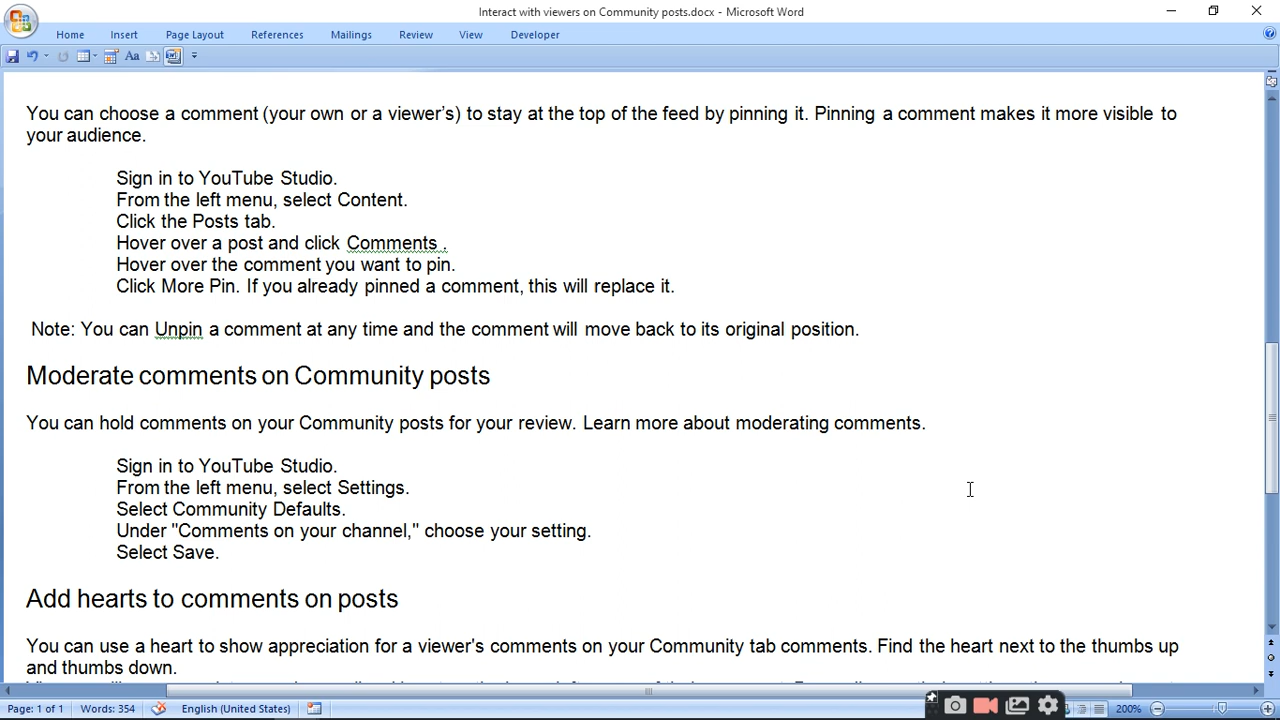 Interact with viewers on Community posts.docx - Microsoft Word
Home Insert Page Layout References Mailings Review View Developer
Aa
You can choose a comment (your own or a viewer’s) to stay at the top of the feed by pinning it. Pinning a comment makes it more visible to
your audience.
Sign in to YouTube Studio.
From the left menu, select Content.
Click the Posts tab.
Hover over a post and click Comments .
Hover over the comment you want to pin.
Click More Pin. If you already pinned a comment, this will replace it.
Note: You can Unpin a comment at any time and the comment will move back to its original position.
Moderate comments on Community posts
You can hold comments on your Community posts for your review. Learn more about moderating comments.
Sign in to YouTube Studio.
From the left menu, select Settings.
Select Community Defaults.
Under "Comments on your channel," choose your setting.
Select Save.
Add hearts to comments on posts
You can use a heart to show appreciation for a viewer's comments on your Community tab comments. Find the heart next to the thumbs up
and thumbs down.
Page: 1 of 1 Words: 354 English (United States) 200%